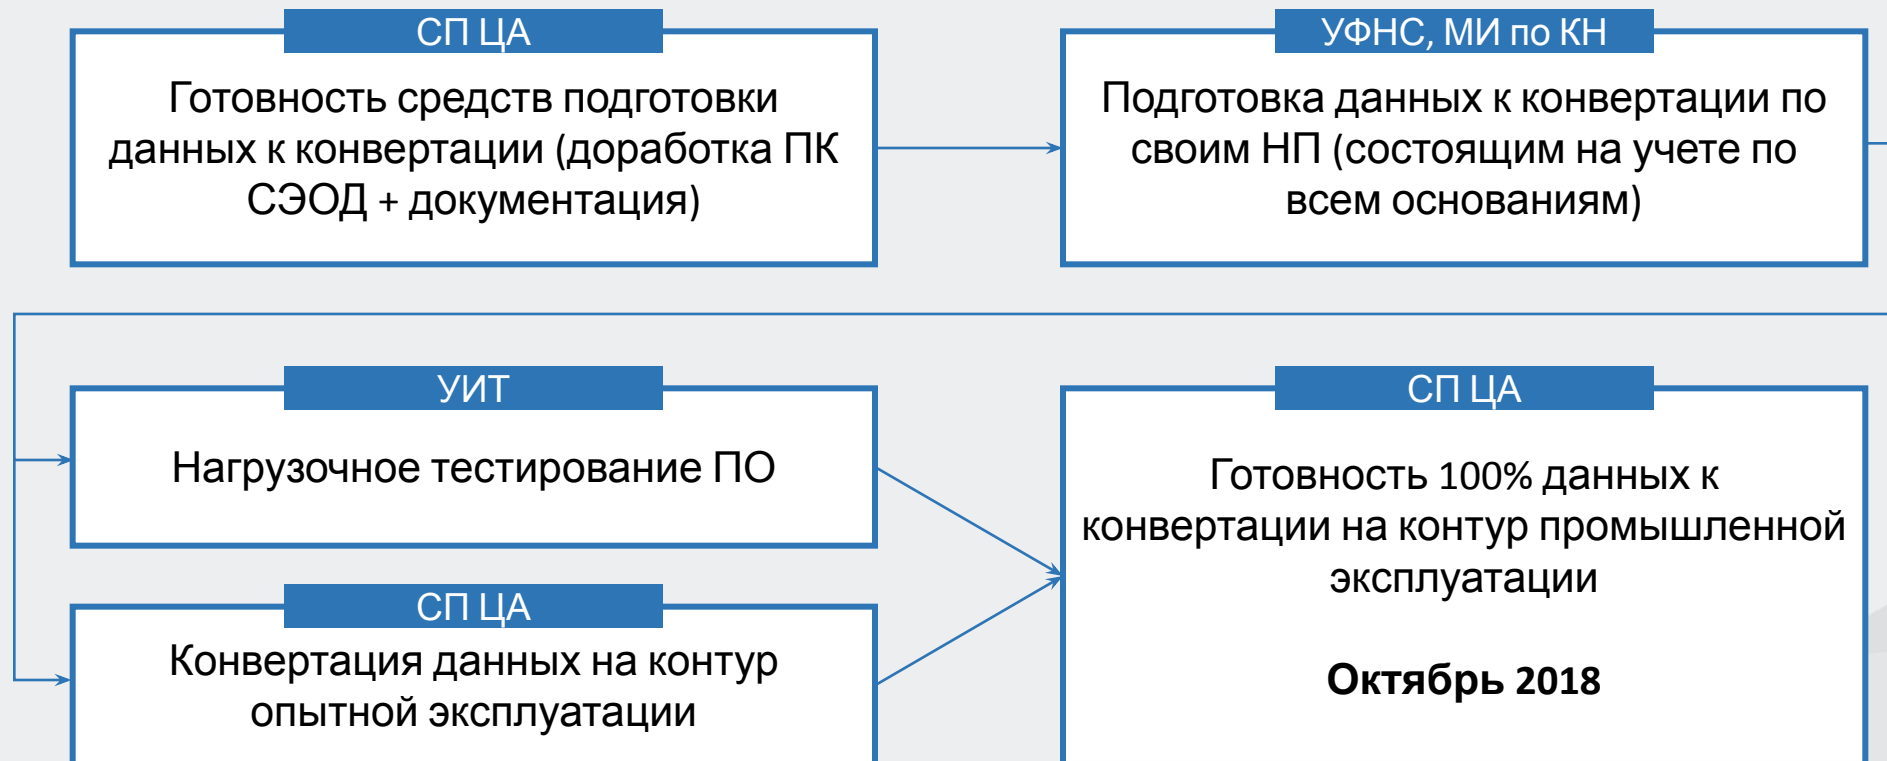 СП ЦА
Готовность средств подготовки
данных к конвертации (доработка ПК
СЭОД + документация)
УФНС, МИ по КН
Подготовка данных к конвертации по
своим НП (состоящим на учете по
всем основаниям)
УИТ
Нагрузочное тестирование ПО
СП ЦА
Конвертация данных на контур
опытной эксплуатации
СП ЦА
Готовность 100% данных к
конвертации на контур промышленной
эксплуатации
Октябрь 2018